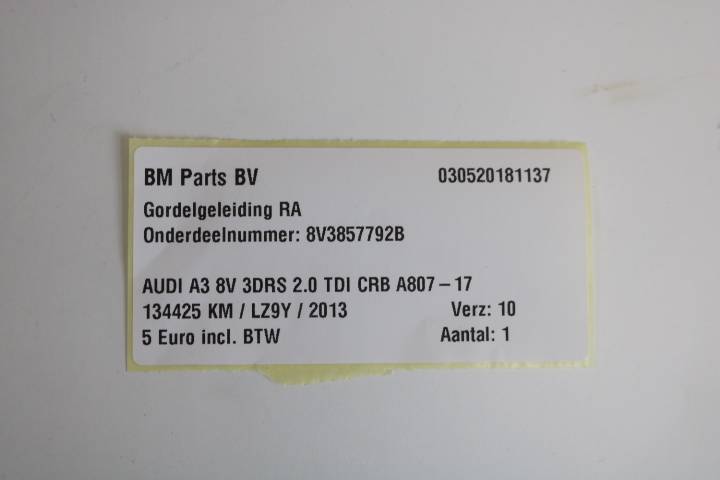 BM Parts BV 030520181137
Gordelgeleiding RA
Onderdeelnummer: 8V3857792B
AUDI A3 8V 3DRS 2.0 TDI CRB A807-17
134425 KM / LZ9Y / 2013 Verz: 10
5 Euro incl. BTW Aantal: 1